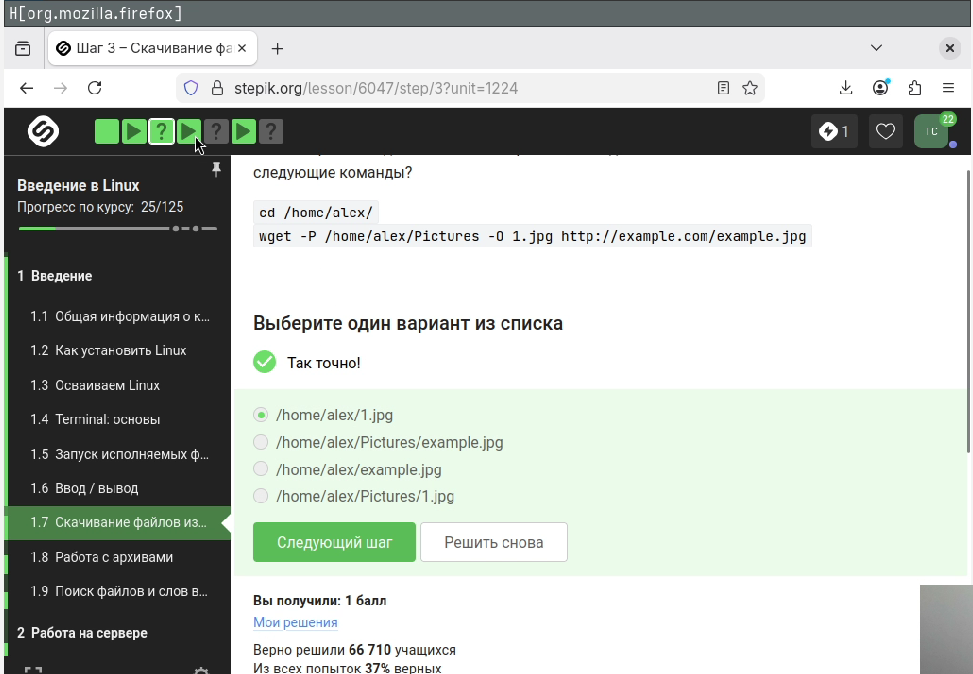 H[org.mozilla.firefox]
Шаг 3 – Скачивание фа
stepik.org/lesson/6047/step/3?unit=1224
? ? ?
1
TC
22
Введение в Linux
Прогресс по курсу: 25/125
1 Введение
1.1 Общая информация о к...
1.2 Как установить Linux
1.3 Осваиваем Linux
1.4 Terminal: основы
1.5 Запуск исполняемых ф...
1.6 Ввод / вывод
1.7 Скачивание файлов из...
1.8 Работа с архивами
1.9 Поиск файлов и слов в...
2 Работа на сервере
следующие команды?
cd /home/alex/
wget -P /home/alex/Pictures -O 1.jpg http://example.com/example.jpg
Выберите один вариант из списка
Так точно!
/home/alex/1.jpg
/home/alex/Pictures/example.jpg
/home/alex/example.jpg
/home/alex/Pictures/1.jpg
Следующий шаг
Решить снова
Вы получили: 1 балл
Мои решения
Верно решили 66 710 учащихся
Из всех попыток 37% верных